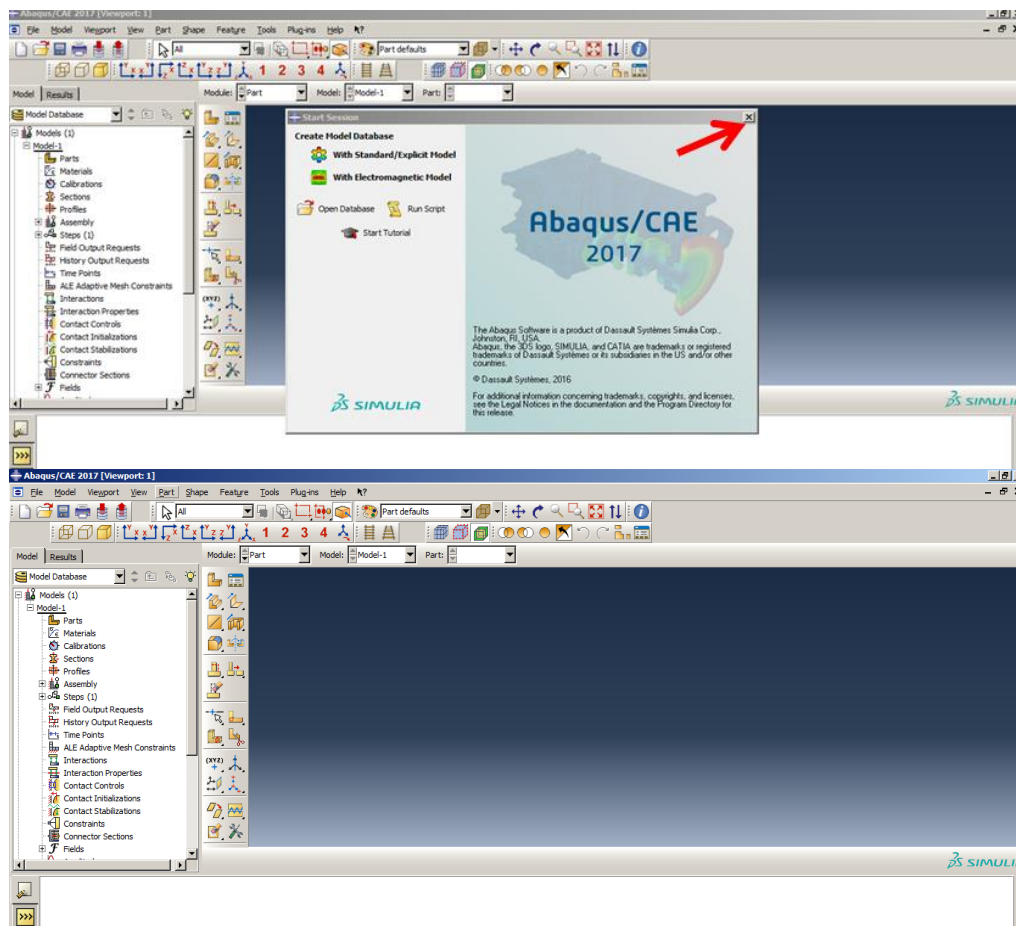 Abaqus/CAE 2017 [Viewport: 1]
File Model Viewport View Part Shape Feature Tools Plug-ins Help
All Part defaults
1 2 3 4
Model Results Module: Part Model: Model-1 Part:
Model Database
Models (1)
Model-1
Parts
Materials
Calibrations
Sections
Profiles
Assembly
Steps (1)
Field Output Requests
History Output Requests
Time Points
ALE Adaptive Mesh Constraints
Interactions
Interaction Properties
Contact Controls
Contact Initializations
Contact Stabilizations
Constraints
Connector Sections
Fields
(XYZ)
Start Session
Create Model Database
With Standard/Explicit Model
With Electromagnetic Model
Open Database Run Script
Start Tutorial
Abaqus/CAE
2017
The Abaqus Software is a product of Dassault Systèmes Simulia Corp.,
Johnston, RI, USA.
Abaqus, the 3DS logo, SIMULIA, and CATIA are trademarks or registered
trademarks of Dassault Systèmes or its subsidiaries in the US and/or other
countries.
© Dassault Systèmes, 2016
For additional information concerning trademarks, copyrights, and licenses,
see the Legal Notices in the documentation and the Program Directory for
this release.
SIMULIA
SIMULI
>>>
Abaqus/CAE 2017 [Viewport: 1]
File Model Viewport View Part Shape Feature Tools Plug-ins Help
All Part defaults
1 2 3 4
Model Results Module: Part Model: Model-1 Part:
Model Database
Models (1)
Model-1
Parts
Materials
Calibrations
Sections
Profiles
Assembly
Steps (1)
Field Output Requests
History Output Requests
Time Points
ALE Adaptive Mesh Constraints
Interactions
Interaction Properties
Contact Controls
Contact Initializations
Contact Stabilizations
Constraints
Connector Sections
Fields
(XYZ)
SIMULI
>>>